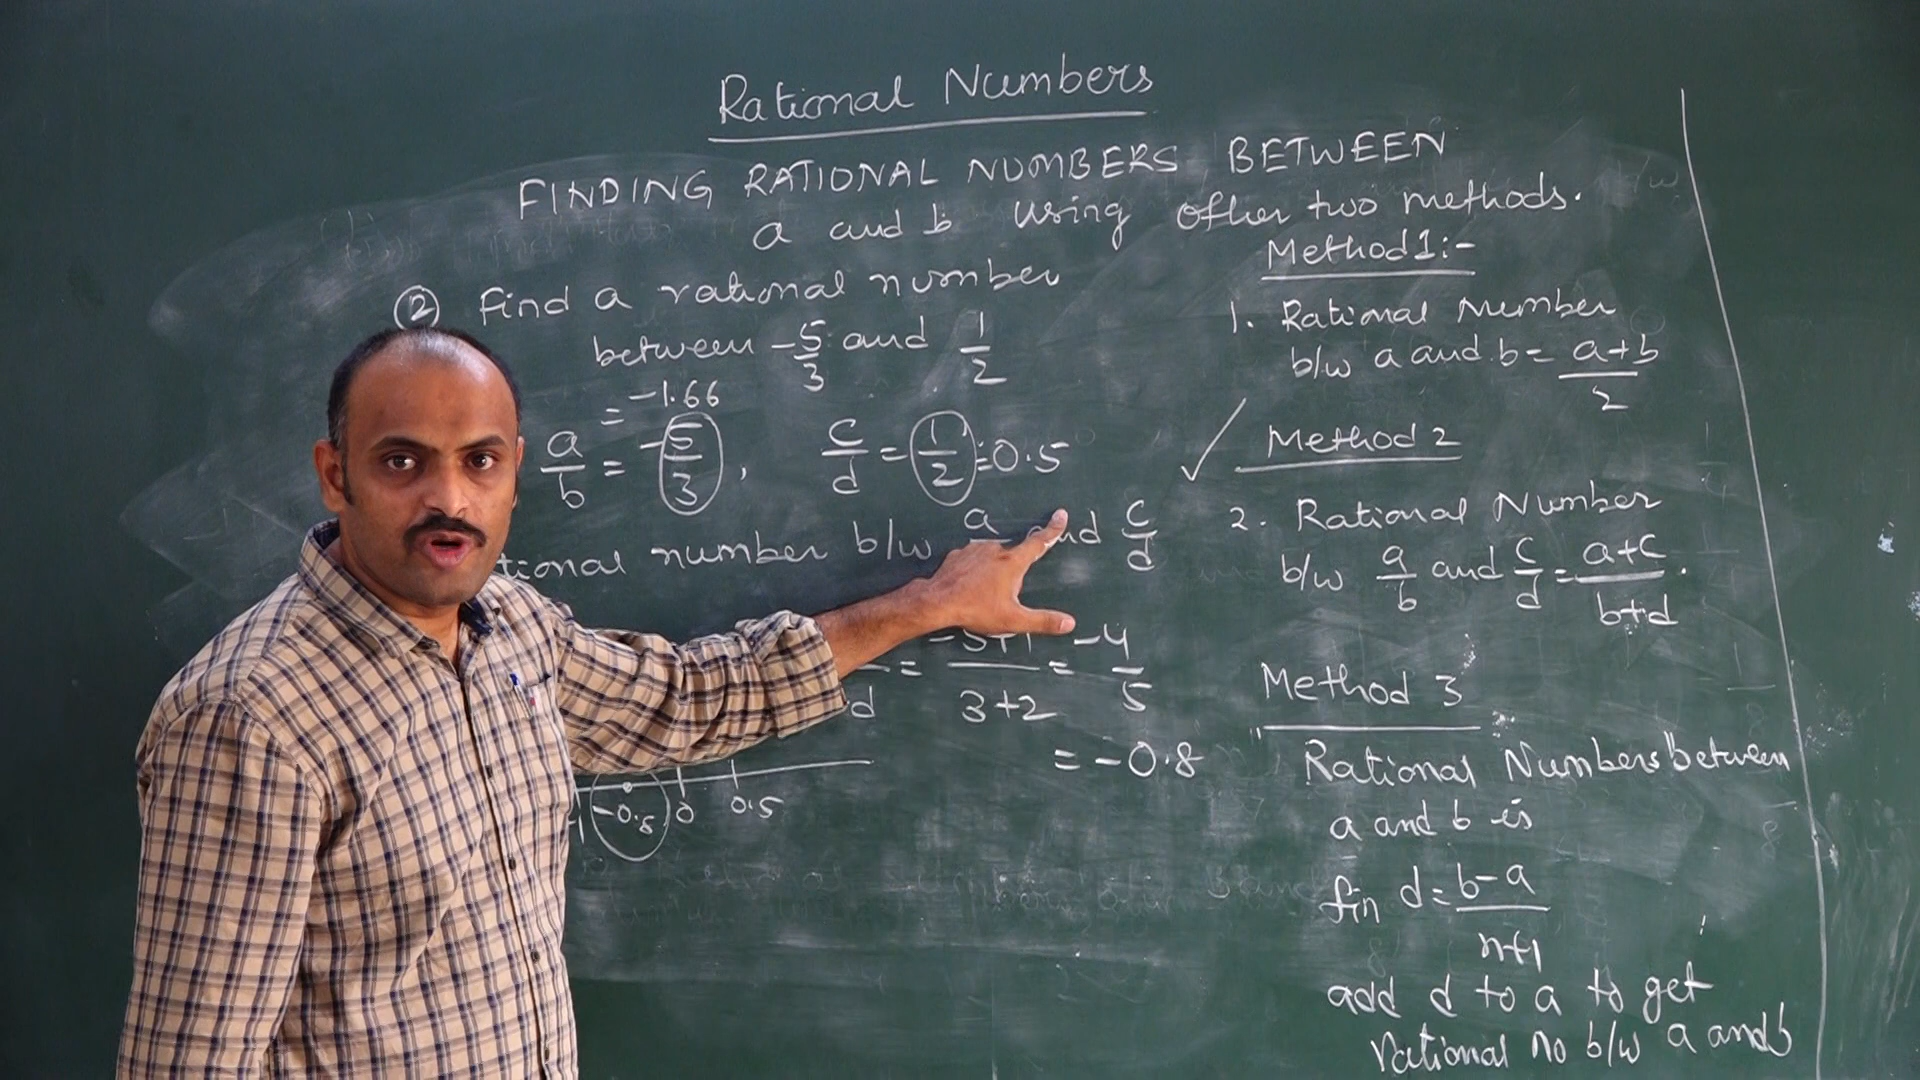 Rational Numbers
FINDING RATIONAL NUMBERS BETWEEN
a and b using other two methods.
② Find a rational number
between -5/3 and 1/2
= -1.66
a/b = -5/3 , c/d = 1/2 = 0.5
tional number b/w a and c/d
d = -5+1/3+2 = -4/5
= -0.8
-1 -0.8 0 0.5
Method 1:-
1. Rational Number
b/w a and b = a+b/2
✓ Method 2
2. Rational Number
b/w a/b and c/d = a+c/b+d.
Method 3
"Rational Numbers" between
a and b is
fin d = b-a/n+1
add d to a to get
rational no b/w a and b